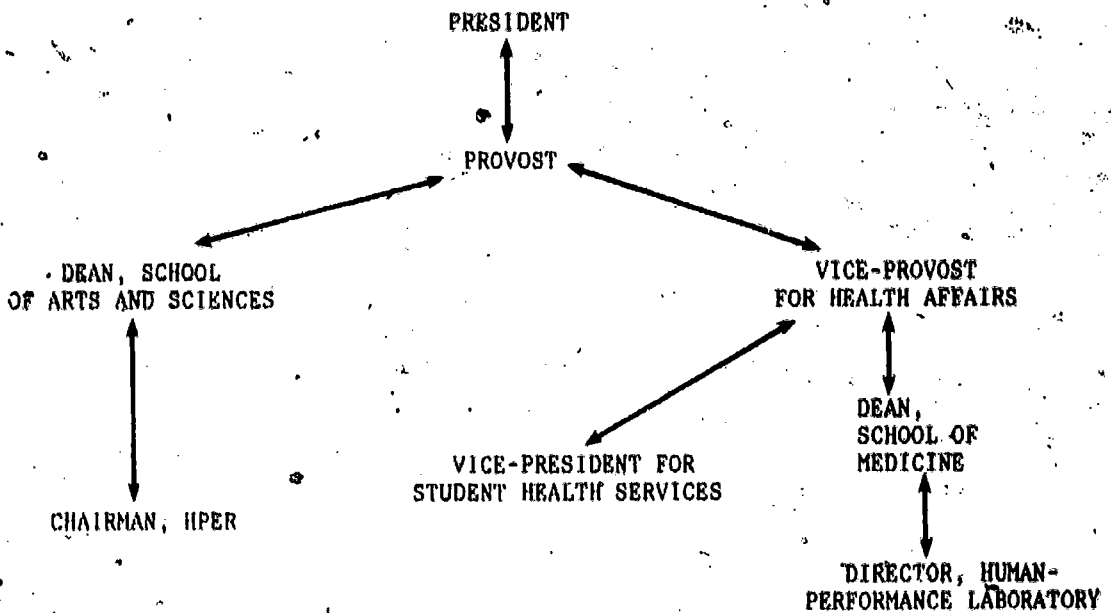 PRESIDENT
PROVOST
DEAN, SCHOOL
OF ARTS AND SCIENCES
VICE-PROVOST
FOR HEALTH AFFAIRS
DEAN,
SCHOOL OF
MEDICINE
VICE-PRESIDENT FOR
STUDENT HEALTH SERVICES
CHAIRMAN, HPER
DIRECTOR, HUMAN-
PERFORMANCE LABORATORY